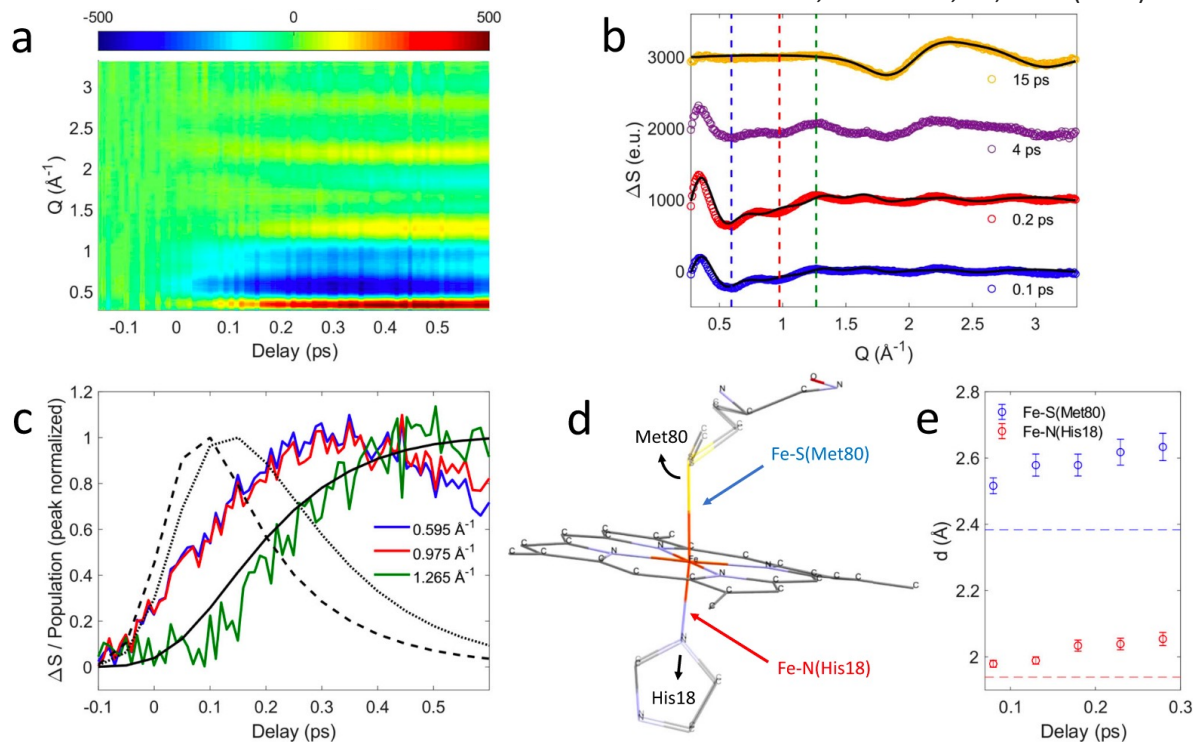 a
-500 0 500
Q (Å⁻¹)
3
2.5
2
1.5
1
0.5
-0.1 0 0.1 0.2 0.3 0.4 0.5
Delay (ps)
b
ΔS (e.u.)
3000
2000
1000
0
15 ps
4 ps
0.2 ps
0.1 ps
0.5 1 1.5 2 2.5 3
Q (Å⁻¹)
c
ΔS / Population (peak normalized)
1.2
1
0.8
0.6
0.4
0.2
0
0.595 Å⁻¹
0.975 Å⁻¹
1.265 Å⁻¹
-0.1 0 0.1 0.2 0.3 0.4 0.5
Delay (ps)
d
Met80
Fe-S(Met80)
Fe-N(His18)
His18
e
d (Å)
2.8
2.6
2.4
2.2
2
Fe-S(Met80)
Fe-N(His18)
0.1 0.2 0.3
Delay (ps)